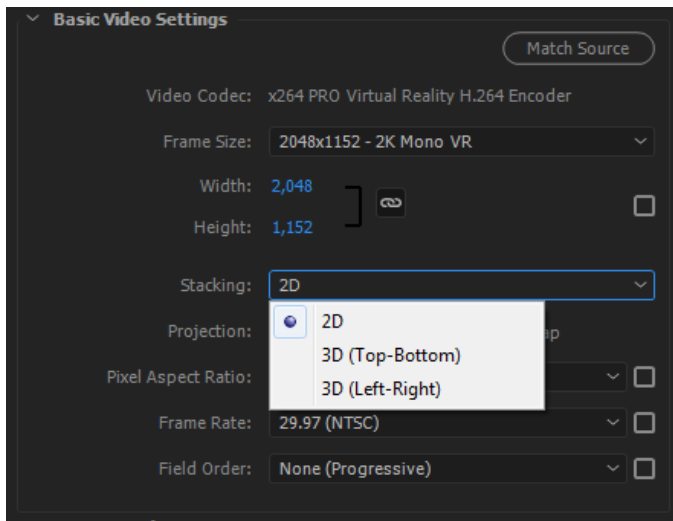 Basic Video Settings
Match Source
Video Codec: x264 PRO Virtual Reality H.264 Encoder
Frame Size: 2048x1152 - 2K Mono VR
Width: 2,048
Height: 1,152
Stacking: 2D
2D
Projection:
3D (Top-Bottom)
Pixel Aspect Ratio:
3D (Left-Right)
Frame Rate: 29.97 (NTSC)
Field Order: None (Progressive)